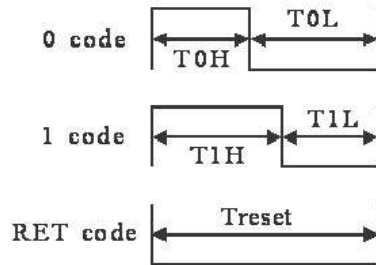 0 code
T0H
T0L
1 code
T1H
T1L
RET code
Treset